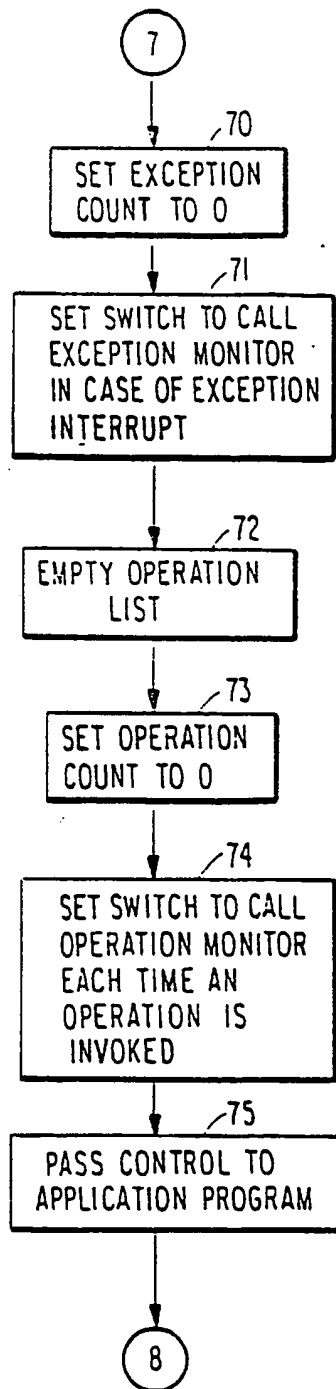 7
70
SET EXCEPTION
COUNT TO 0
71
SET SWITCH TO CALL
EXCEPTION MONITOR
IN CASE OF EXCEPTION
INTERRUPT
72
EMPTY OPERATION
LIST
73
SET OPERATION
COUNT TO 0
74
SET SWITCH TO CALL
OPERATION MONITOR
EACH TIME AN
OPERATION IS
INVOKED
75
PASS CONTROL TO
APPLICATION PROGRAM
8